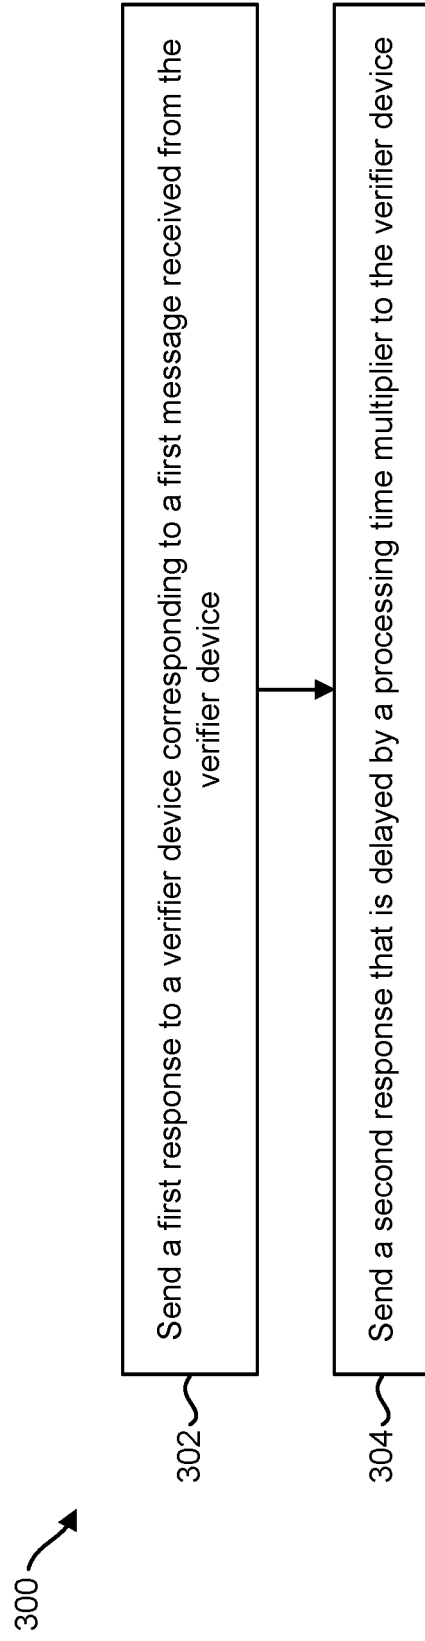 300
302
Send a first response to a verifier device corresponding to a first message received from the
verifier device
304
Send a second response that is delayed by a processing time multiplier to the verifier device